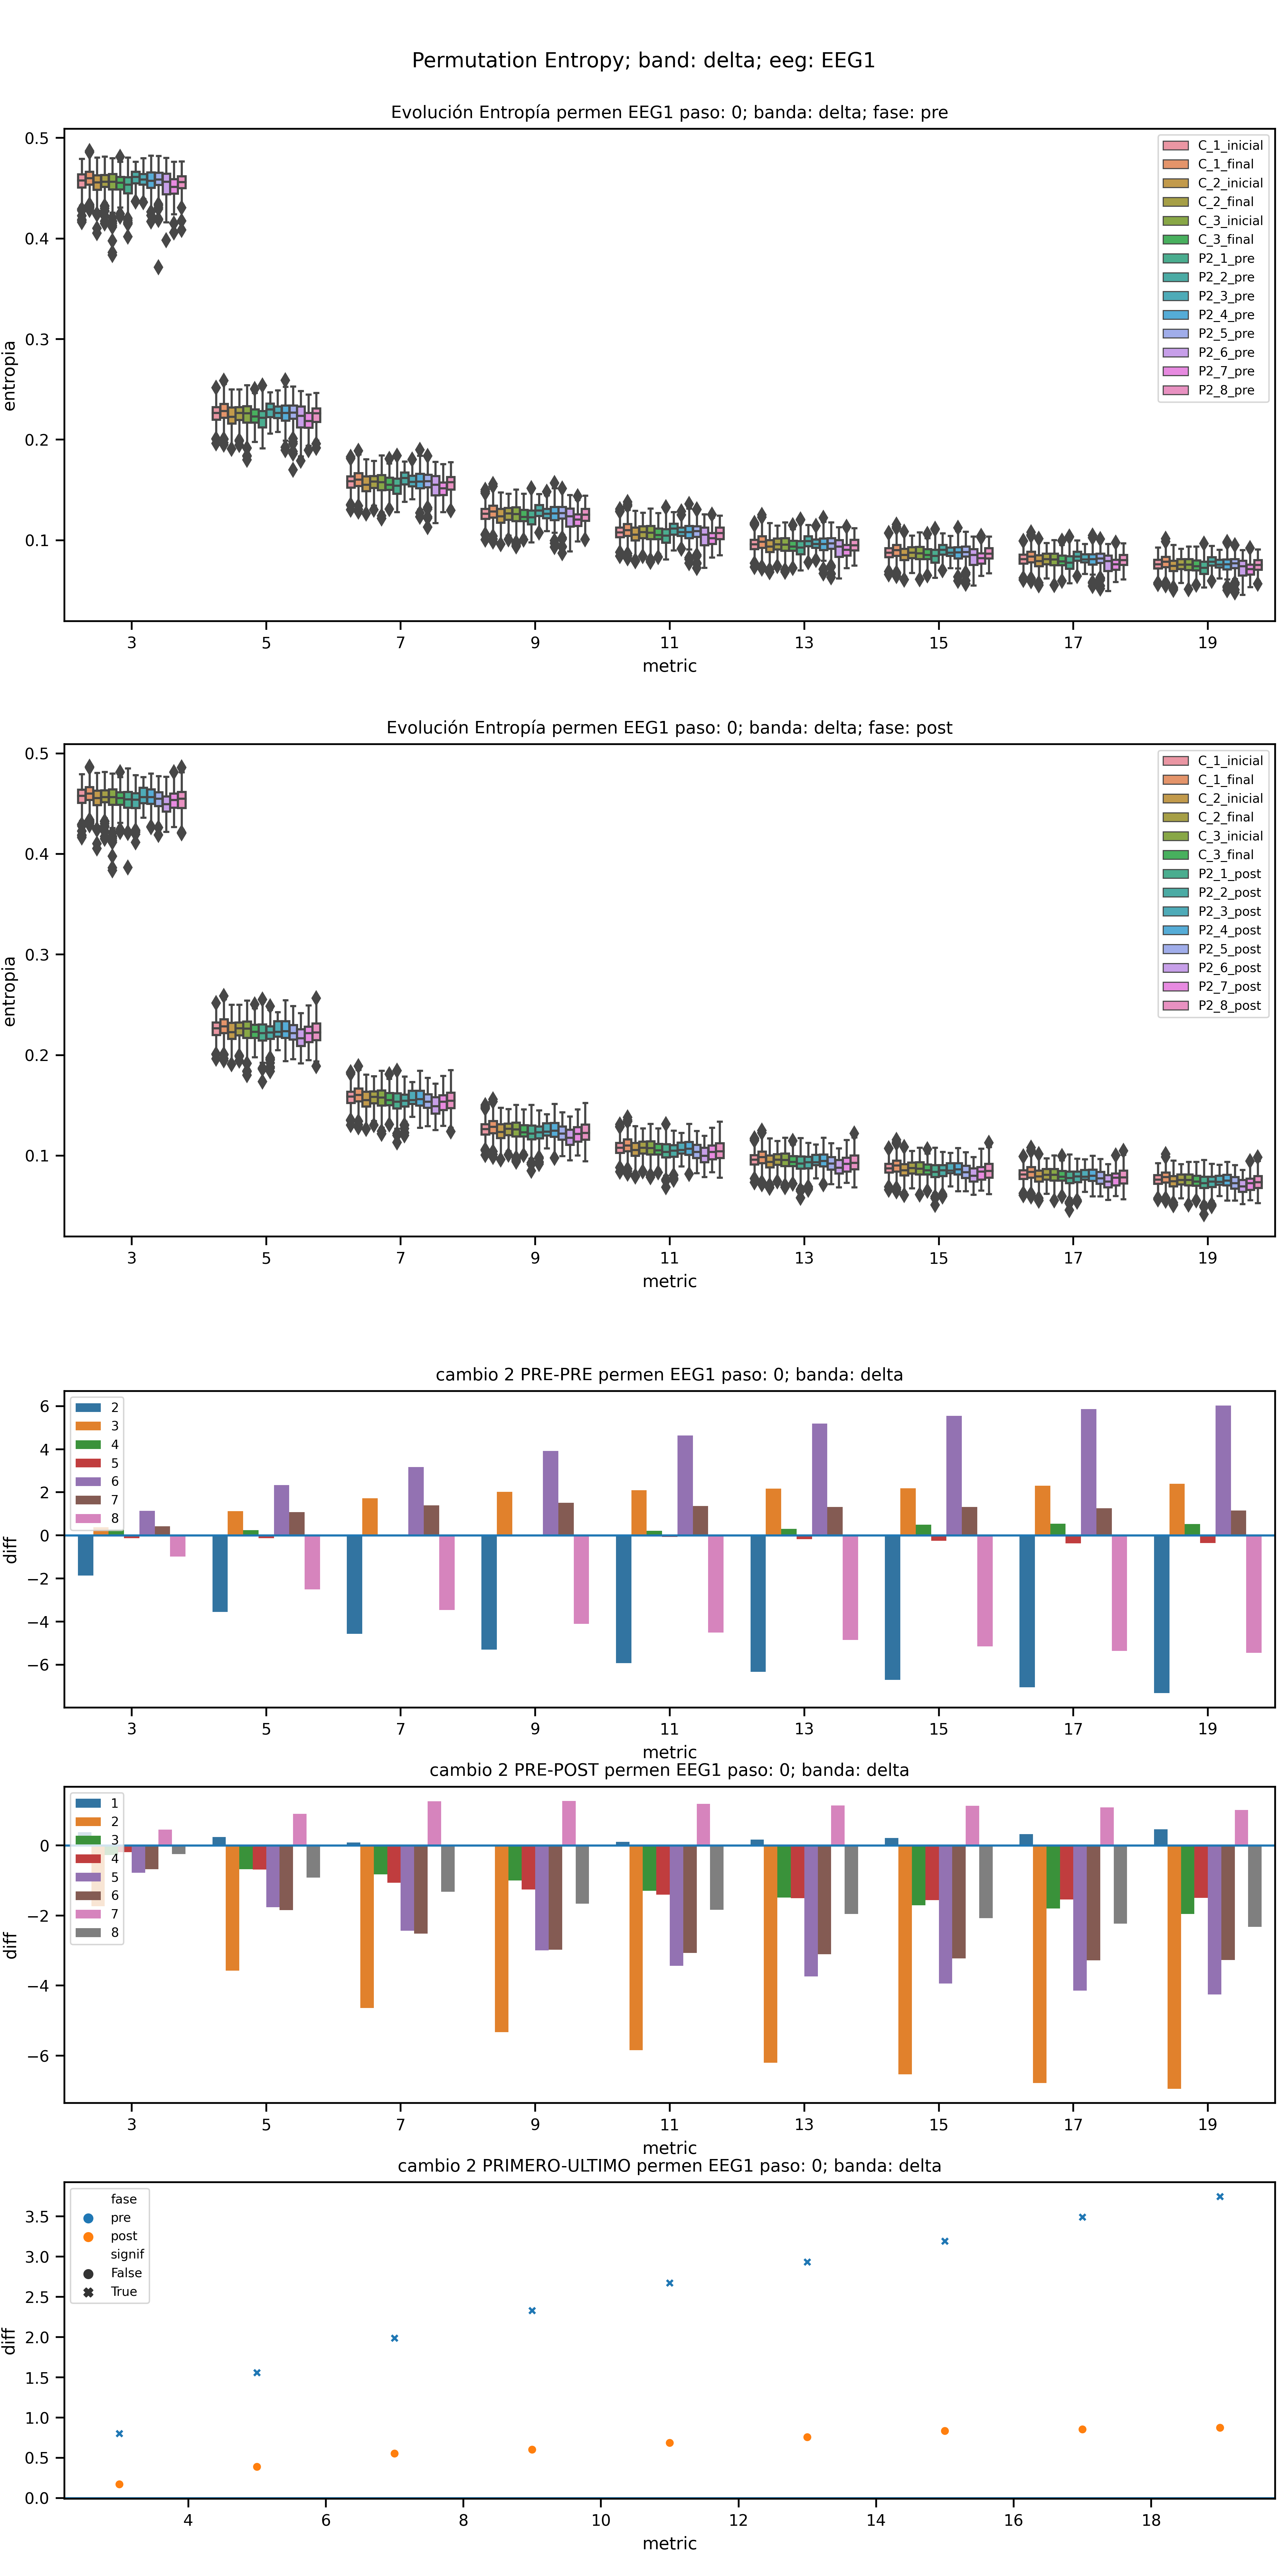 Permutation Entropy; band: delta; eeg: EEG1
Evolución Entropía permen EEG1 paso: 0; banda: delta; fase: pre
0.5
0.4
0.3
0.2
0.1
entropia
C_1_inicial
C_1_final
C_2_inicial
C_2_final
C_3_inicial
C_3_final
P2_1_pre
P2_2_pre
P2_3_pre
P2_4_pre
P2_5_pre
P2_6_pre
P2_7_pre
P2_8_pre
3 5 7 9 11 13 15 17 19
metric
Evolución Entropía permen EEG1 paso: 0; banda: delta; fase: post
0.5
0.4
0.3
0.2
0.1
entropia
C_1_inicial
C_1_final
C_2_inicial
C_2_final
C_3_inicial
C_3_final
P2_1_post
P2_2_post
P2_3_post
P2_4_post
P2_5_post
P2_6_post
P2_7_post
P2_8_post
3 5 7 9 11 13 15 17 19
metric
cambio 2 PRE-PRE permen EEG1 paso: 0; banda: delta
6
4
2
0
−2
−4
−6
diff
2
3
4
5
6
7
8
3 5 7 9 11 13 15 17 19
metric
cambio 2 PRE-POST permen EEG1 paso: 0; banda: delta
0
−2
−4
−6
diff
1
2
3
4
5
6
7
8
3 5 7 9 11 13 15 17 19
metric
cambio 2 PRIMERO-ULTIMO permen EEG1 paso: 0; banda: delta
3.5
3.0
2.5
2.0
1.5
1.0
0.5
0.0
diff
fase
pre
post
signif
False
True
4 6 8 10 12 14 16 18
metric